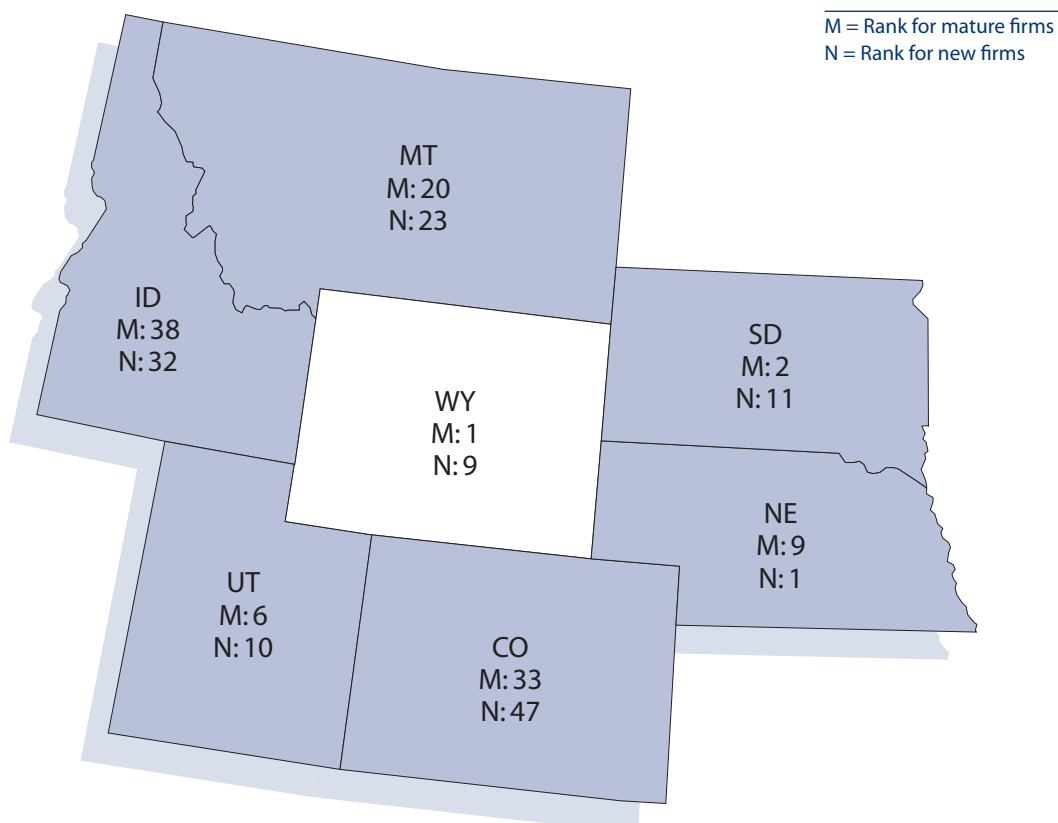 M = Rank for mature firms
N = Rank for new firms
MT
M: 20
N: 23
ID
M: 38
N: 32
SD
M: 2
N: 11
WY
M: 1
N: 9
NE
M: 9
N: 1
UT
M: 6
N: 10
CO
M: 33
N: 47